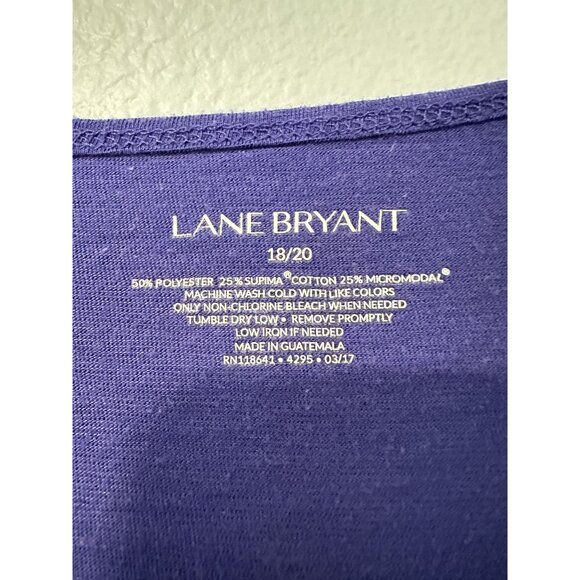 LANE BRYANT
18/20
50% POLYESTER 25% SUPIMA® COTTON 25% MICROMODAL®
MACHINE WASH COLD WITH LIKE COLORS
ONLY NON-CHLORINE BLEACH WHEN NEEDED
TUMBLE DRY LOW • REMOVE PROMPTLY
LOW IRON IF NEEDED
MADE IN GUATEMALA
RN118641 • 4295 • 03/17